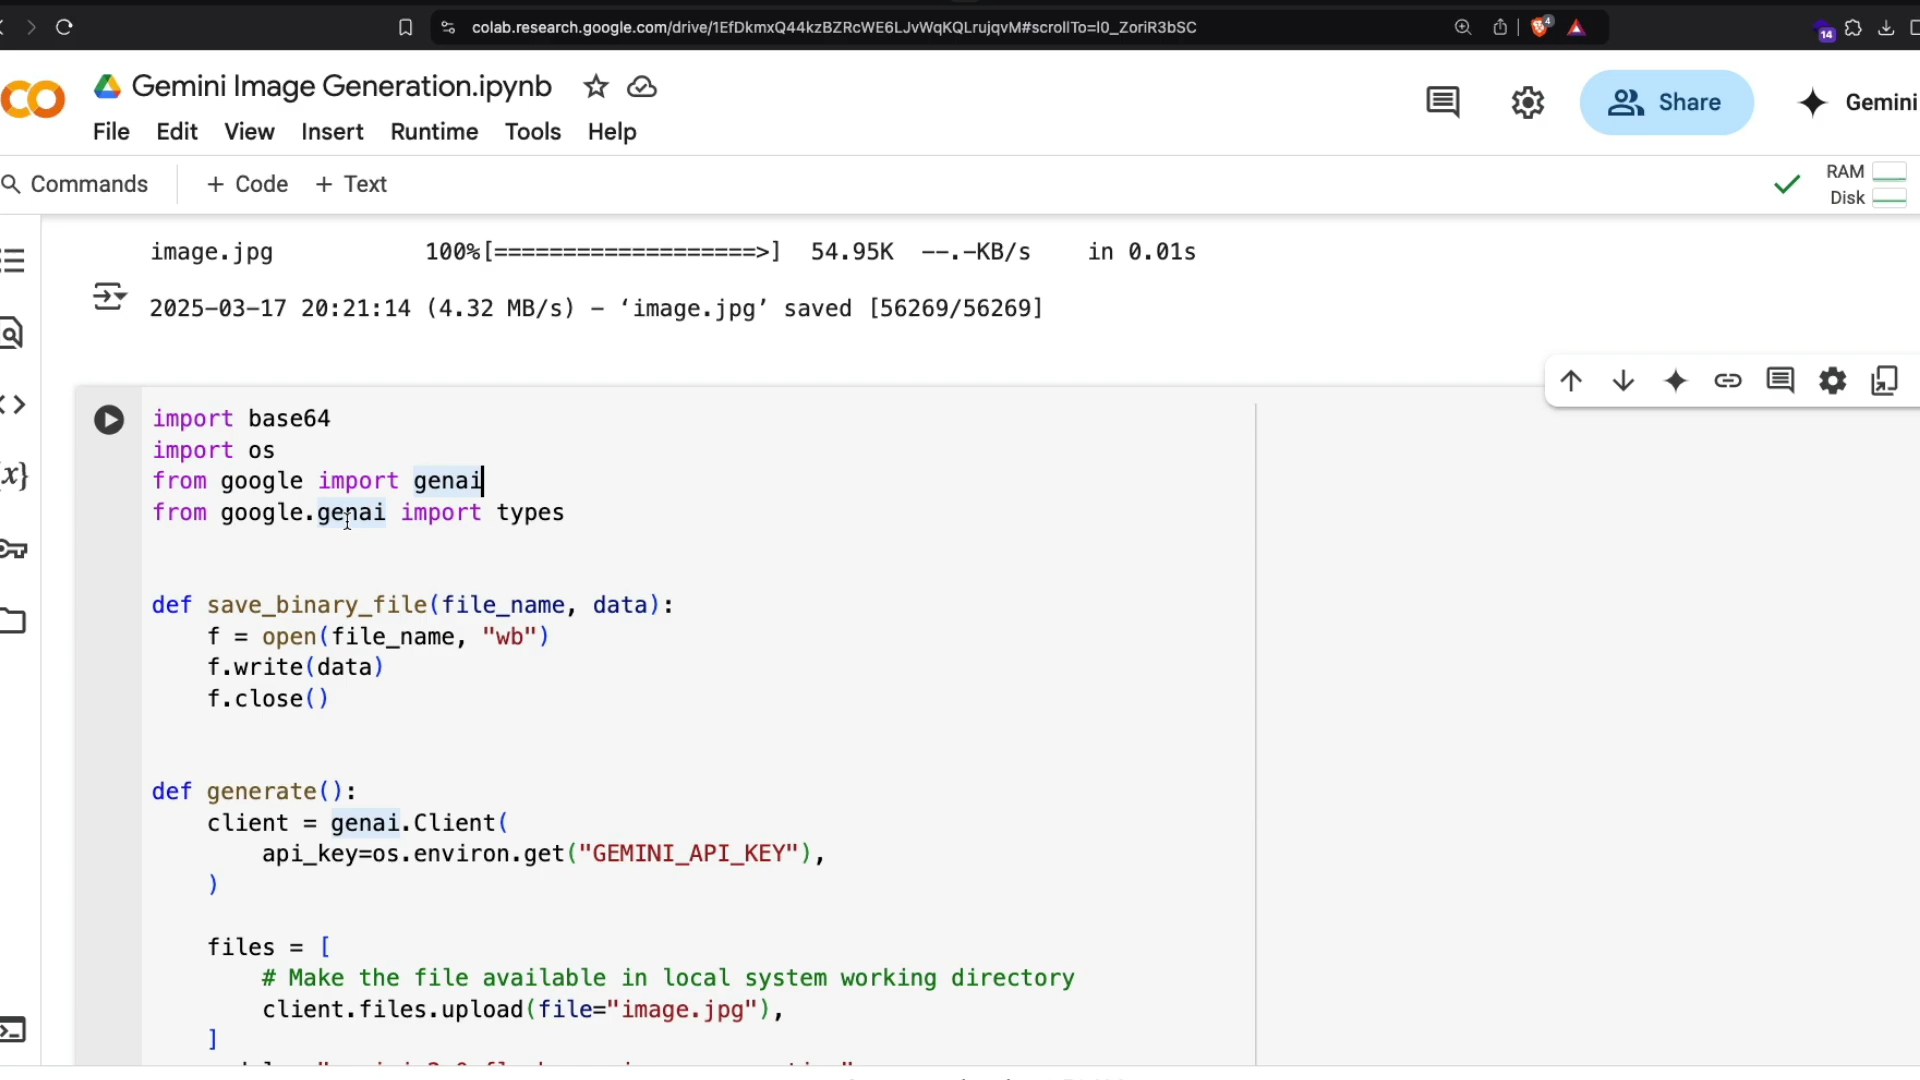 colab.research.google.com/drive/1EfDkmxQ44kzBZRcWE6LJvWqKQLrujqvM#scrollTo=l0_ZoriR3bSC
4
14
Gemini Image Generation.ipynb
File Edit View Insert Runtime Tools Help
Share
Gemini
Commands + Code + Text
RAM
Disk
image.jpg 100%[===================>] 54.95K --.-KB/s in 0.01s
2025-03-17 20:21:14 (4.32 MB/s) - ‘image.jpg’ saved [56269/56269]
import base64
import os
from google import genai
from google.genai import types
def save_binary_file(file_name, data):
f = open(file_name, "wb")
f.write(data)
f.close()
def generate():
client = genai.Client(
api_key=os.environ.get("GEMINI_API_KEY"),
)
files = [
# Make the file available in local system working directory
client.files.upload(file="image.jpg"),
]